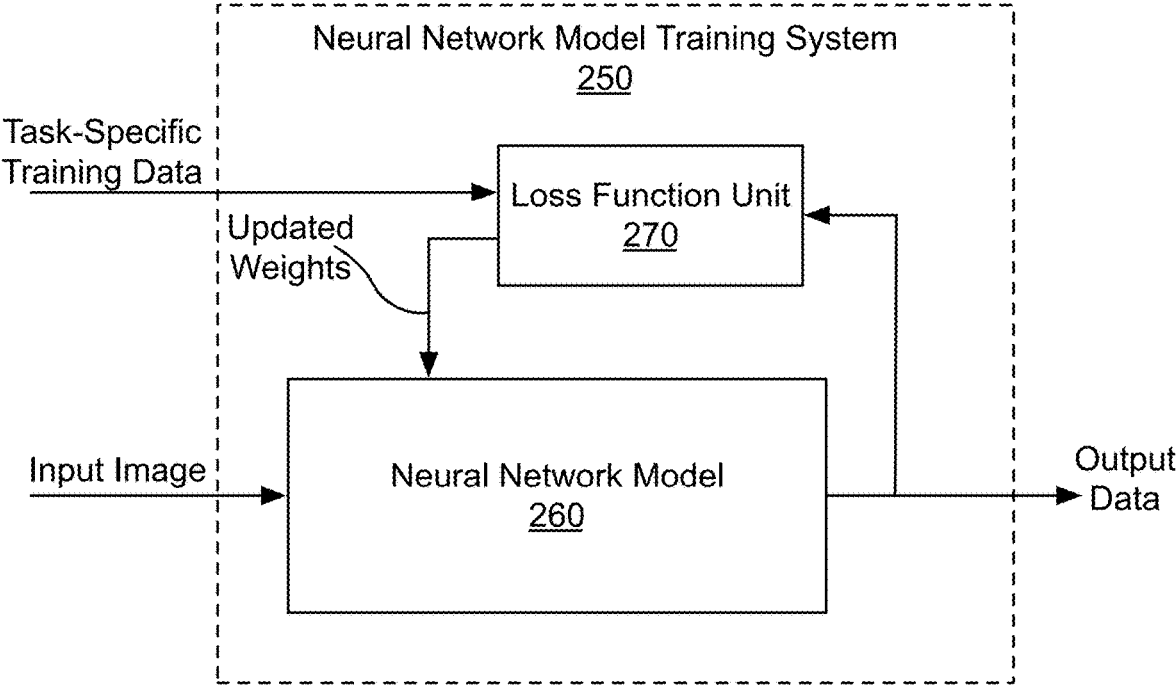 Neural Network Model Training System
250
Task-Specific
Training Data
Loss Function Unit
270
Updated
Weights
Input Image
Neural Network Model
260
Output
Data